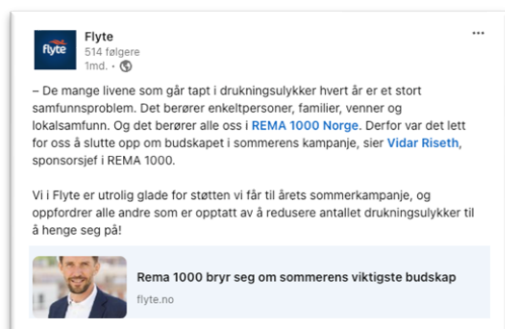 flyte
Flyte
514 følgere
1md. •
– De mange livene som går tapt i drukningsulykker hvert år er et stort
samfunnsproblem. Det berører enkeltpersoner, familier, venner og
lokalsamfunn. Og det berører alle oss i REMA 1000 Norge. Derfor var det lett
for oss å slutte opp om budskapet i sommerens kampanje, sier Vidar Riseth,
sponsorsjef i REMA 1000.
Vi i Flyte er utrolig glade for støtten vi får til årets sommerkampanje, og
oppfordrer alle andre som er opptatt av å redusere antallet drukningsulykker til
å henge seg på!
Rema 1000 bryr seg om sommerens viktigste budskap
flyte.no